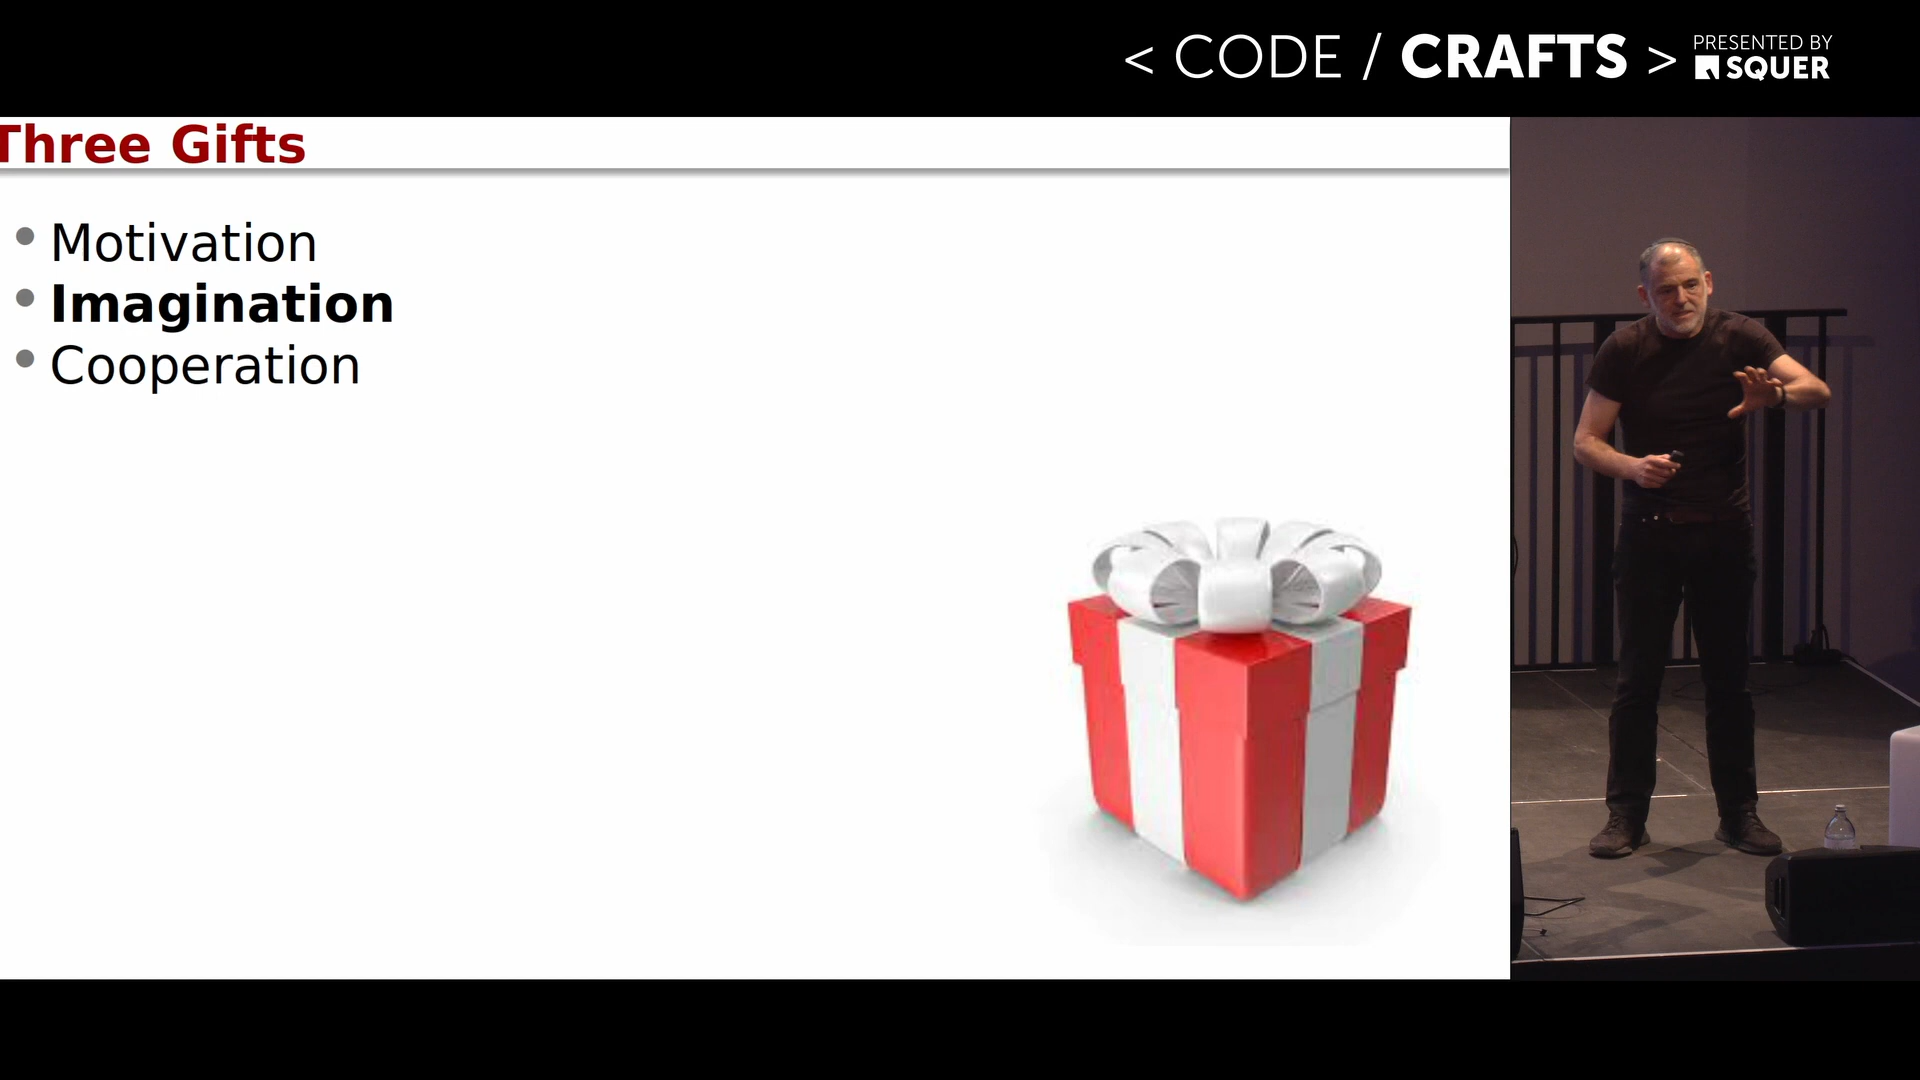 < CODE / CRAFTS > PRESENTED BY
SQUER
Three Gifts
• Motivation
• Imagination
• Cooperation